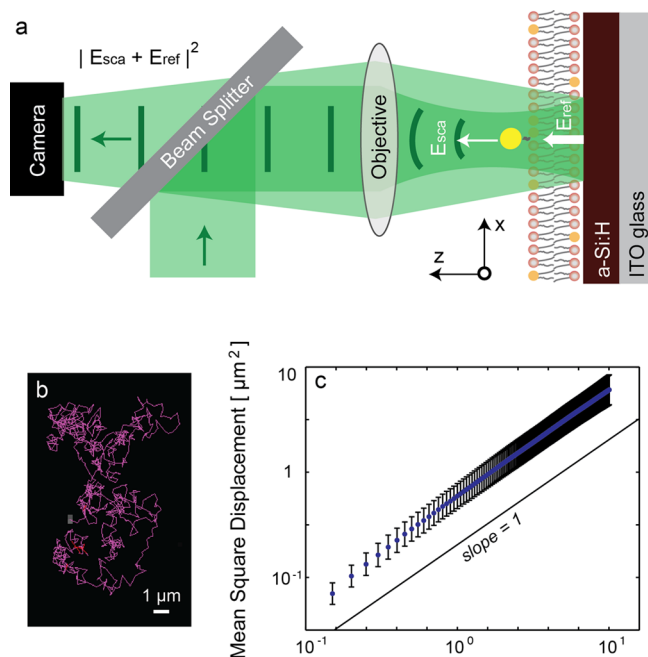 a
| Esca + Eref |²
Camera
Beam Splitter
Objective
Esca
Eref
a-Si:H
ITO glass
x
z
b
1 µm
c
Mean Square Displacement [ µm² ]
10
1
10⁻¹
slope = 1
10⁻¹
10⁰
10¹